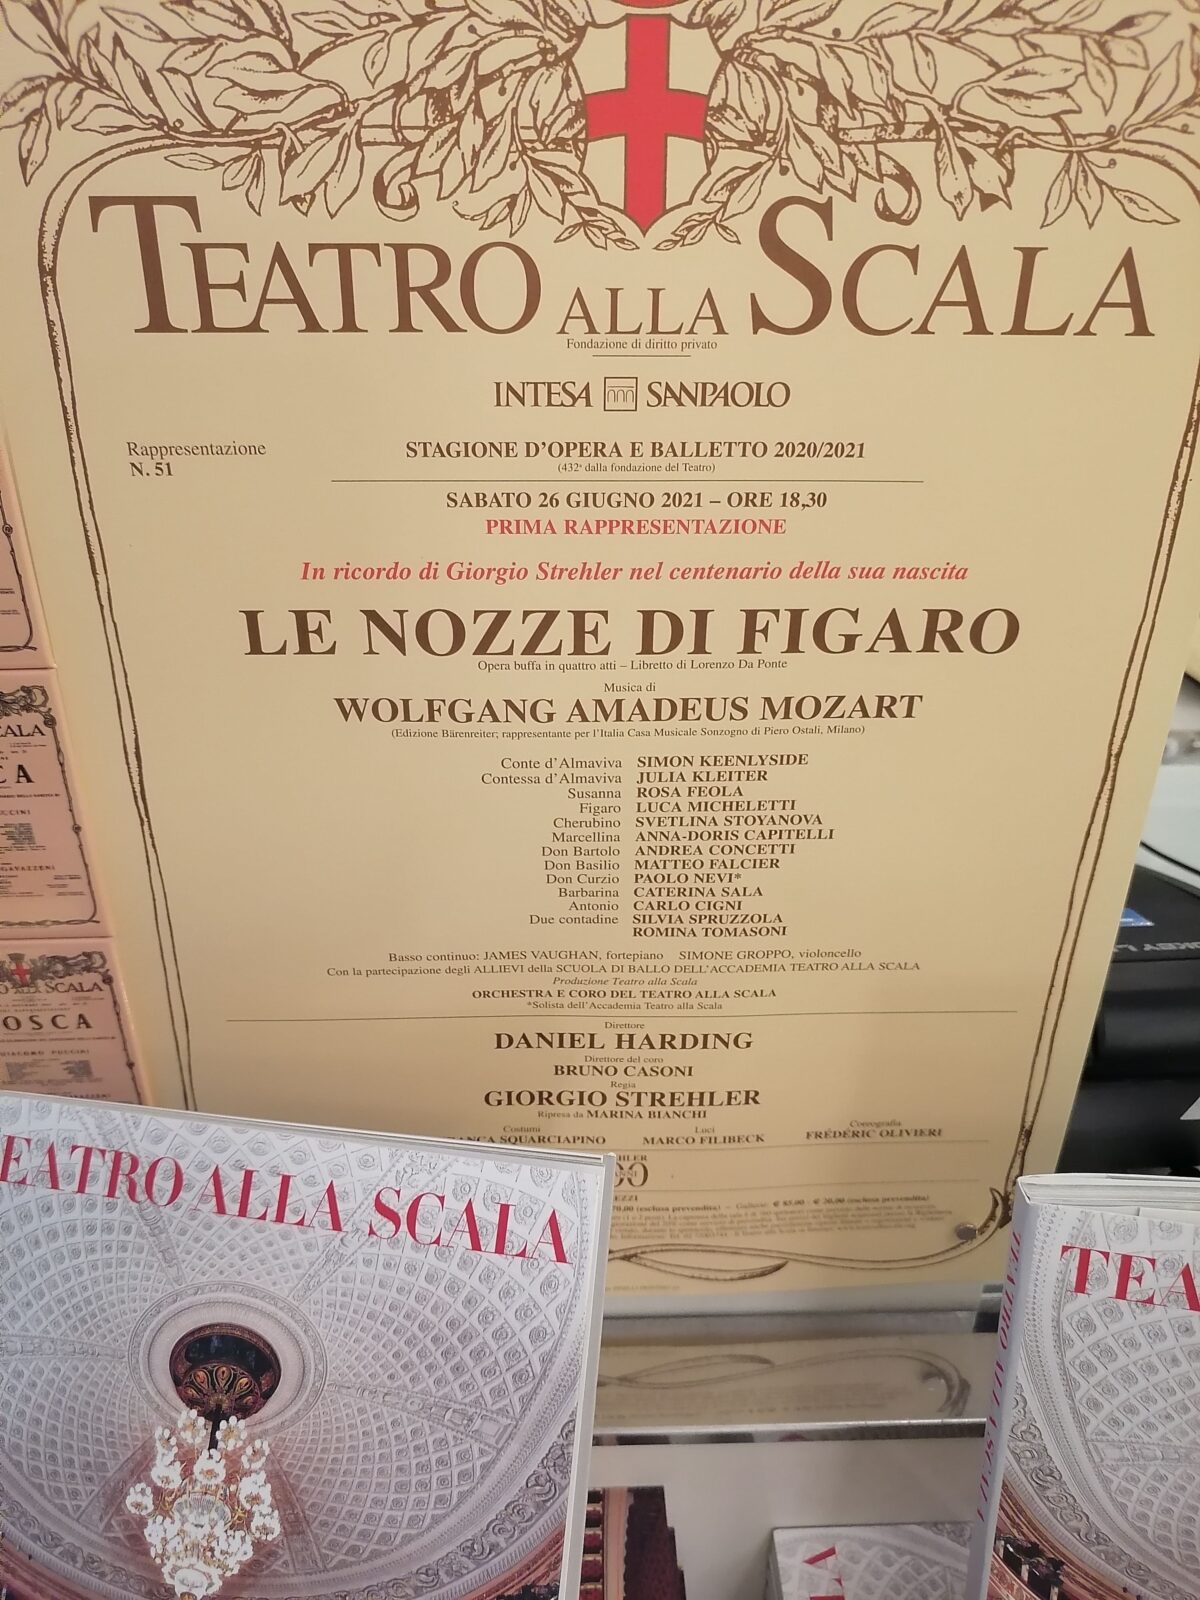 TEATRO ALLA SCALA
Fondazione di diritto privato
INTESA SANPAOLO
Rappresentazione
N. 51
STAGIONE D'OPERA E BALLETTO 2020/2021
(432ª dalla fondazione del Teatro)
SABATO 26 GIUGNO 2021 – ORE 18,30
PRIMA RAPPRESENTAZIONE
In ricordo di Giorgio Strehler nel centenario della sua nascita
LE NOZZE DI FIGARO
Opera buffa in quattro atti – Libretto di Lorenzo Da Ponte
Musica di
WOLFGANG AMADEUS MOZART
(Edizione Bärenreiter; rappresentante per l'Italia Casa Musicale Sonzogno di Piero Ostali, Milano)
Conte d'Almaviva SIMON KEENLYSIDE
Contessa d'Almaviva JULIA KLEITER
Susanna ROSA FEOLA
Figaro LUCA MICHELETTI
Cherubino SVETLINA STOYANOVA
Marcellina ANNA-DORIS CAPITELLI
Don Bartolo ANDREA CONCETTI
Don Basilio MATTEO FALCIER
Don Curzio PAOLO NEVI*
Barbarina CATERINA SALA
Antonio CARLO CIGNI
Due contadine SILVIA SPRUZZOLA
ROMINA TOMASONI
Basso continuo: JAMES VAUGHAN, fortepiano SIMONE GROPPO, violoncello
Con la partecipazione degli ALLIEVI della SCUOLA DI BALLO DELL'ACCADEMIA TEATRO ALLA SCALA
Produzione Teatro alla Scala
ORCHESTRA E CORO DEL TEATRO ALLA SCALA
*Solista dell'Accademia Teatro alla Scala
Direttore
DANIEL HARDING
Direttore del coro
BRUNO CASONI
Regia
GIORGIO STREHLER
Ripresa da MARINA BIANCHI
Costumi
SQUARCIAPINO
Luci
MARCO FILIBECK
Coreografia
FRÉDÉRIC OLIVIERI
EATRO ALLA SCALA
TEA
TEATRO ALLA SCALA
SCALA
OSCA
GIACOMO PUCCINI